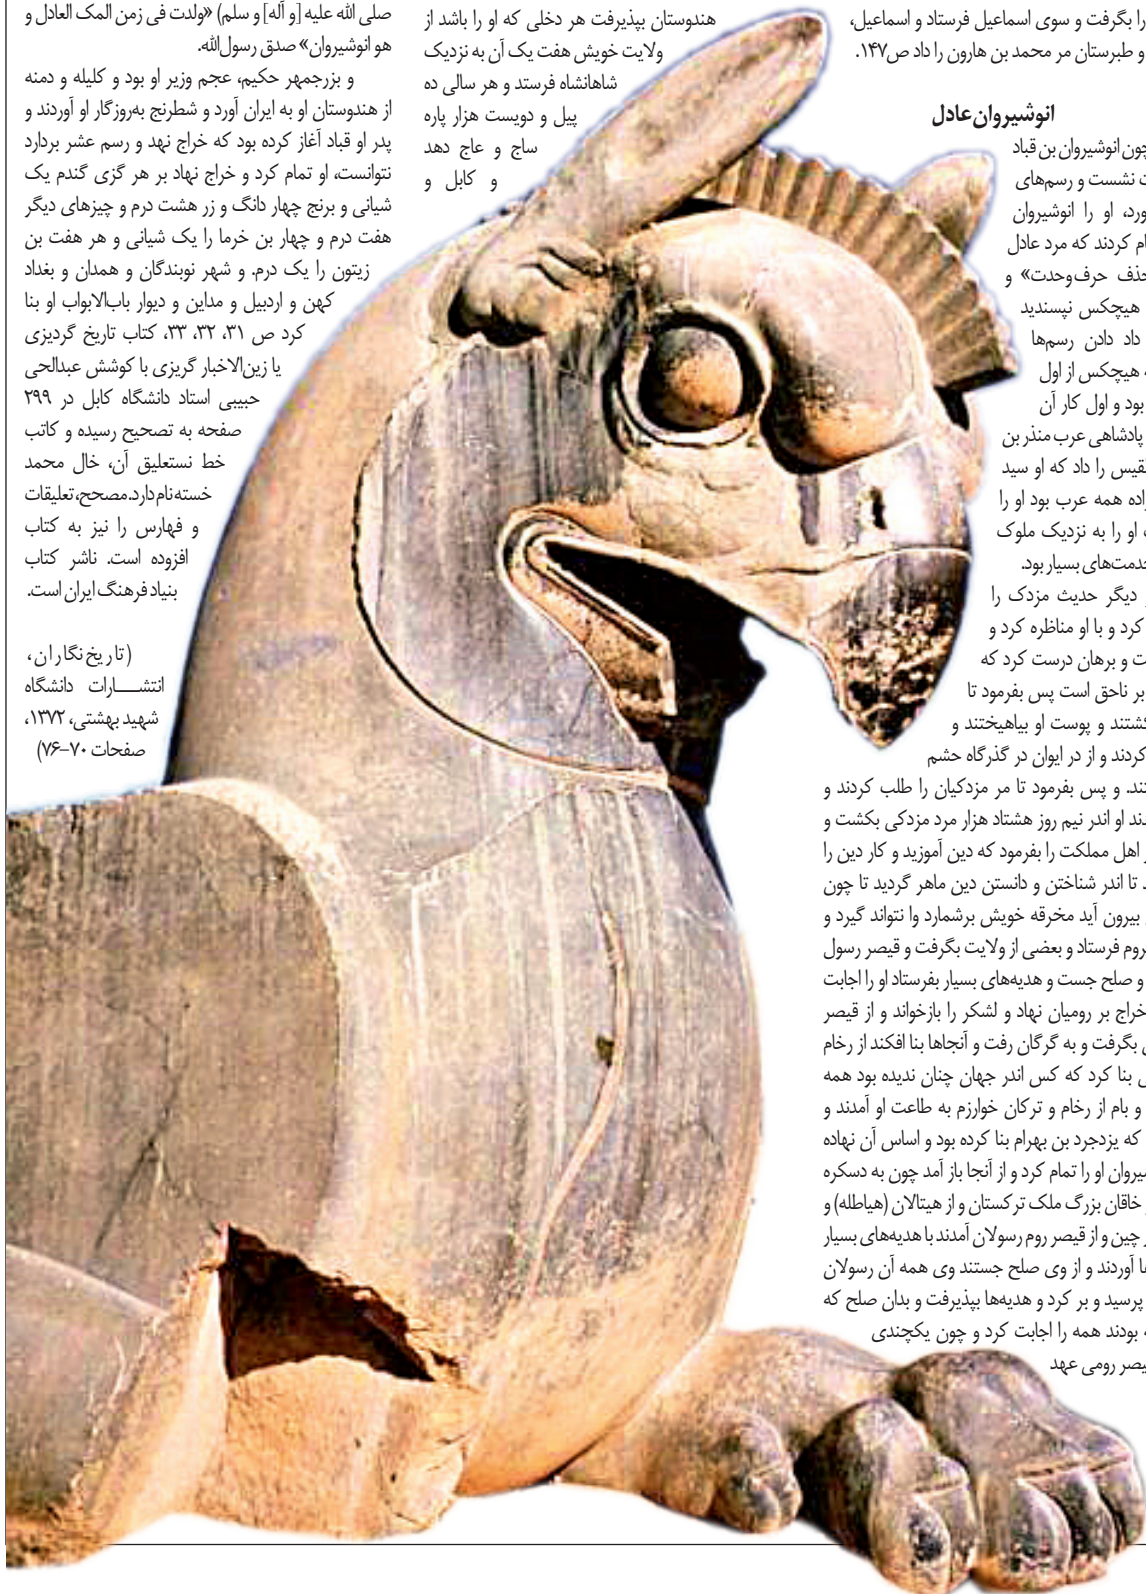 را بگرفت و سوی اسماعیل فرستاد و اسماعیل،
و طبرستان مر محمد بن هارون را داد ص۱۴۷.
انوشیروان‌عادل
چون انوشیروان بن قباد
نشست و رسم‌های
او را انوشیروان
کردند که مرد عادل
حذف حرف‌وحدت» و
هیچکس نپسندید
داد دادن رسم‌ها
هیچکس از اول
بود و اول کار آن
پادشاهی عرب منذر بن
را داد که او سید
همه عرب بود او را
او را به نزدیک ملوک
خدمت‌های بسیار بود.
دیگر حدیث مزدک را
کرد و با او مناظره کرد و
و برهان درست کرد که
بر ناحق است پس بفرمود تا
کشتند و پوست او بیاهیختند و
کردند و از در ایوان در گذرگاه حشم
پس بفرمود تا مر مزدکیان را طلب کردند و
او اندر نیم روز هشتاد هزار مرد مزدکی بکشت و
اهل مملکت را بفرمود که دین آموزید و کار دین را
تا اندر شناختن و دانستن دین ماهر گردید تا چون
بیرون آید مخرقه خویش برشمارد وا نتواند گیرد و
فرستاد و بعضی از ولایت بگرفت و قیصر رسول
و صلح جست و هدیه‌های بسیار بفرستاد او را اجابت
خراج بر رومیان نهاد و لشکر را بازخواند و از قیصر
بگرفت و به گرگان رفت و آنجاها بنا افکند از رخام
بنا کرد که کس اندر جهان چنان ندیده بود همه
و بام از رخام و ترکان خوارزم به طاعت او آمدند و
که یزدجرد بن بهرام بنا کرده بود و اساس آن نهاده
او را تمام کرد و از آنجا باز آمد چون به دسکره
خاقان بزرگ ملک ترکستان و از هیتالان (هیاطله) و
چین و از قیصر روم رسولان آمدند با هدیه‌های بسیار
آوردند و از وی صلح جستند وی همه آن رسولان
پرسید و بر کرد و هدیه‌ها بپذیرفت و بدان صلح که
بودند همه را اجابت کرد و چون یکچندی
رومی عهد
هندوستان بپذیرفت هر دخلی که او را باشد از
ولایت خویش هفت یک آن به نزدیک
شاهانشاه فرستد و هر سالی ده
پیل و دویست هزار پاره
ساج و عاج دهد
و کابل و
صلی الله علیه [و آله] و سلم) «ولدت فی زمن المک العادل و
هو انوشیروان» صدق رسول‌الله.
و بزرجمهر حکیم، عجم وزیر او بود و کلیله و دمنه
از هندوستان او به ایران آورد و شطرنج به‌روزگار او آوردند و
پدر او قباد آغاز کرده بود که خراج نهد و رسم عشر بردارد
نتوانست، او تمام کرد و خراج نهاد بر هر گزی گندم یک
شیانی و برنج چهار دانگ و زر هشت درم و چیزهای دیگر
هفت درم و چهار بن خرما را یک شیانی و هر هفت بن
زیتون را یک درم. و شهر نوبندگان و همدان و بغداد
کهن و اردبیل و مداین و دیوار باب‌الابواب او بنا
کرد ص ۳۱، ۳۲، ۳۳، کتاب تاریخ گردیزی
یا زین‌الاخبار گریزی با کوشش عبدالحی
حبیبی استاد دانشگاه کابل در ۲۹۹
صفحه به تصحیح رسیده و کاتب
خط نستعلیق آن، خال محمد
خسته‌نام‌دارد.مصحح،تعلیقات
و فهارس را نیز به کتاب
افزوده است. ناشر کتاب
بنیاد فرهنگ ایران است.
(تاریخ‌نگاران،
انتشــــارات دانشگاه
شهید بهشتی، ۱۳۷۲،
صفحات ۷۰–۷۶)